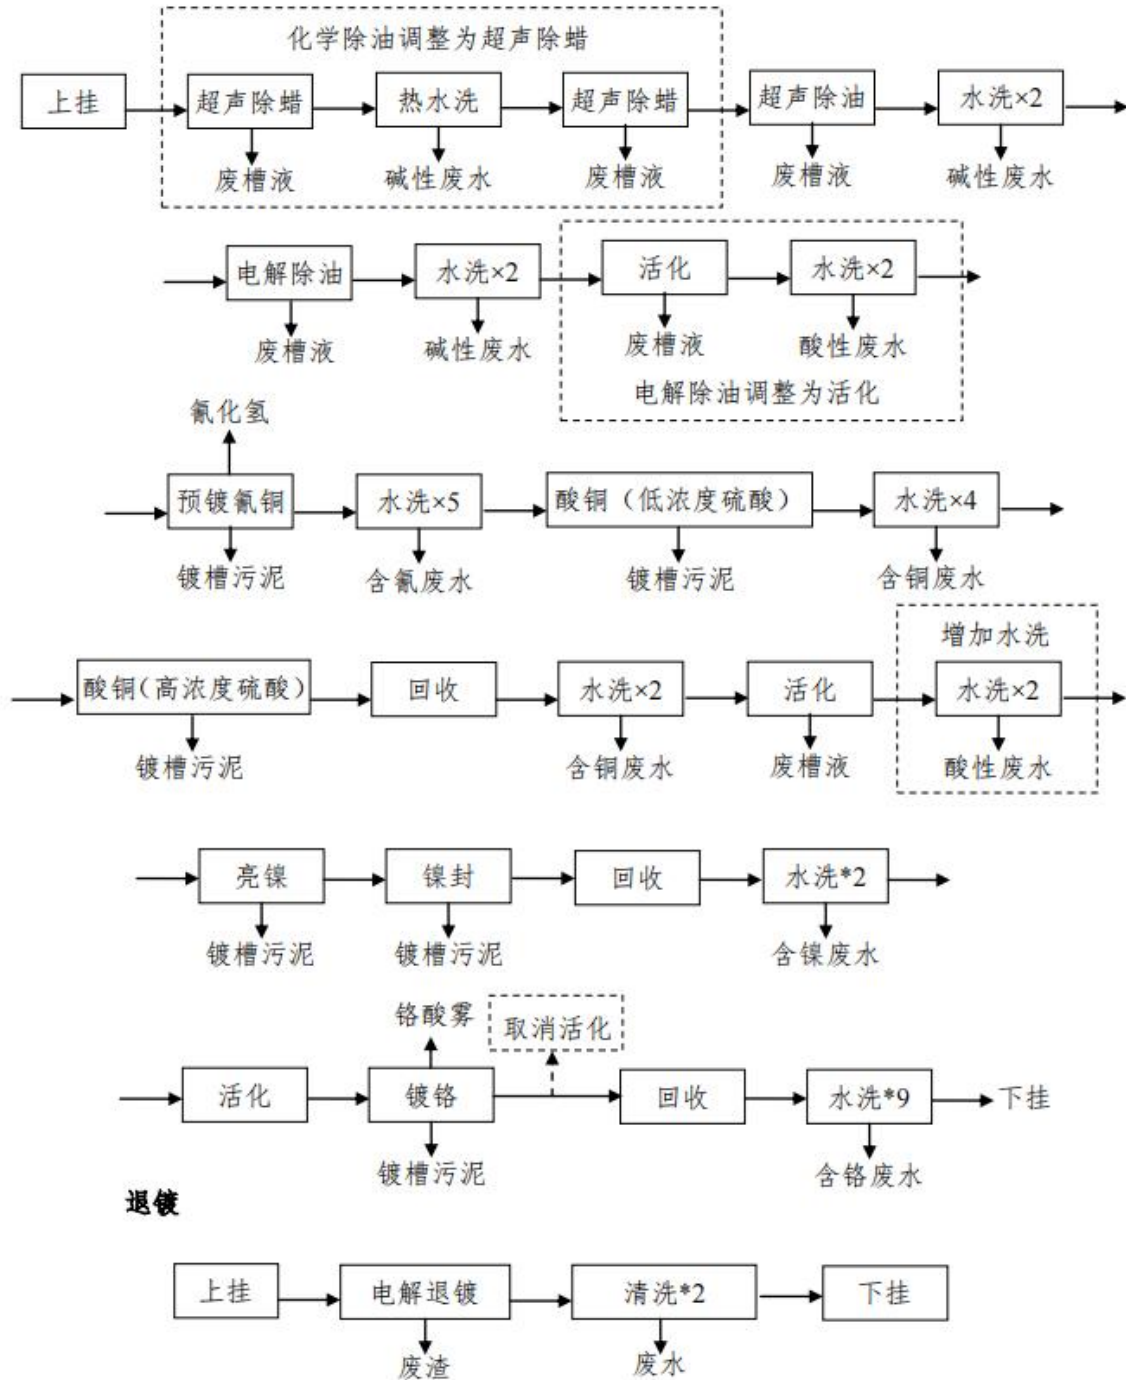 化学除油调整为超声除蜡
上挂 超声除蜡 热水洗 超声除蜡 超声除油 水洗×2
废槽液 碱性废水 废槽液 废槽液 碱性废水
电解除油 水洗×2 活化 水洗×2
废槽液 碱性废水 废槽液 酸性废水
电解除油调整为活化
氰化氢
预镀氰铜 水洗×5 酸铜（低浓度硫酸） 水洗×4
镀槽污泥 含氰废水 镀槽污泥 含铜废水
增加水洗
酸铜（高浓度硫酸） 回收 水洗×2 活化 水洗×2
镀槽污泥 含铜废水 废槽液 酸性废水
亮镍 镍封 回收 水洗*2
镀槽污泥 镀槽污泥 含镍废水
铬酸雾 取消活化
活化 镀铬 回收 水洗*9 下挂
镀槽污泥 含铬废水
退镀
上挂 电解退镀 清洗*2 下挂
废渣 废水